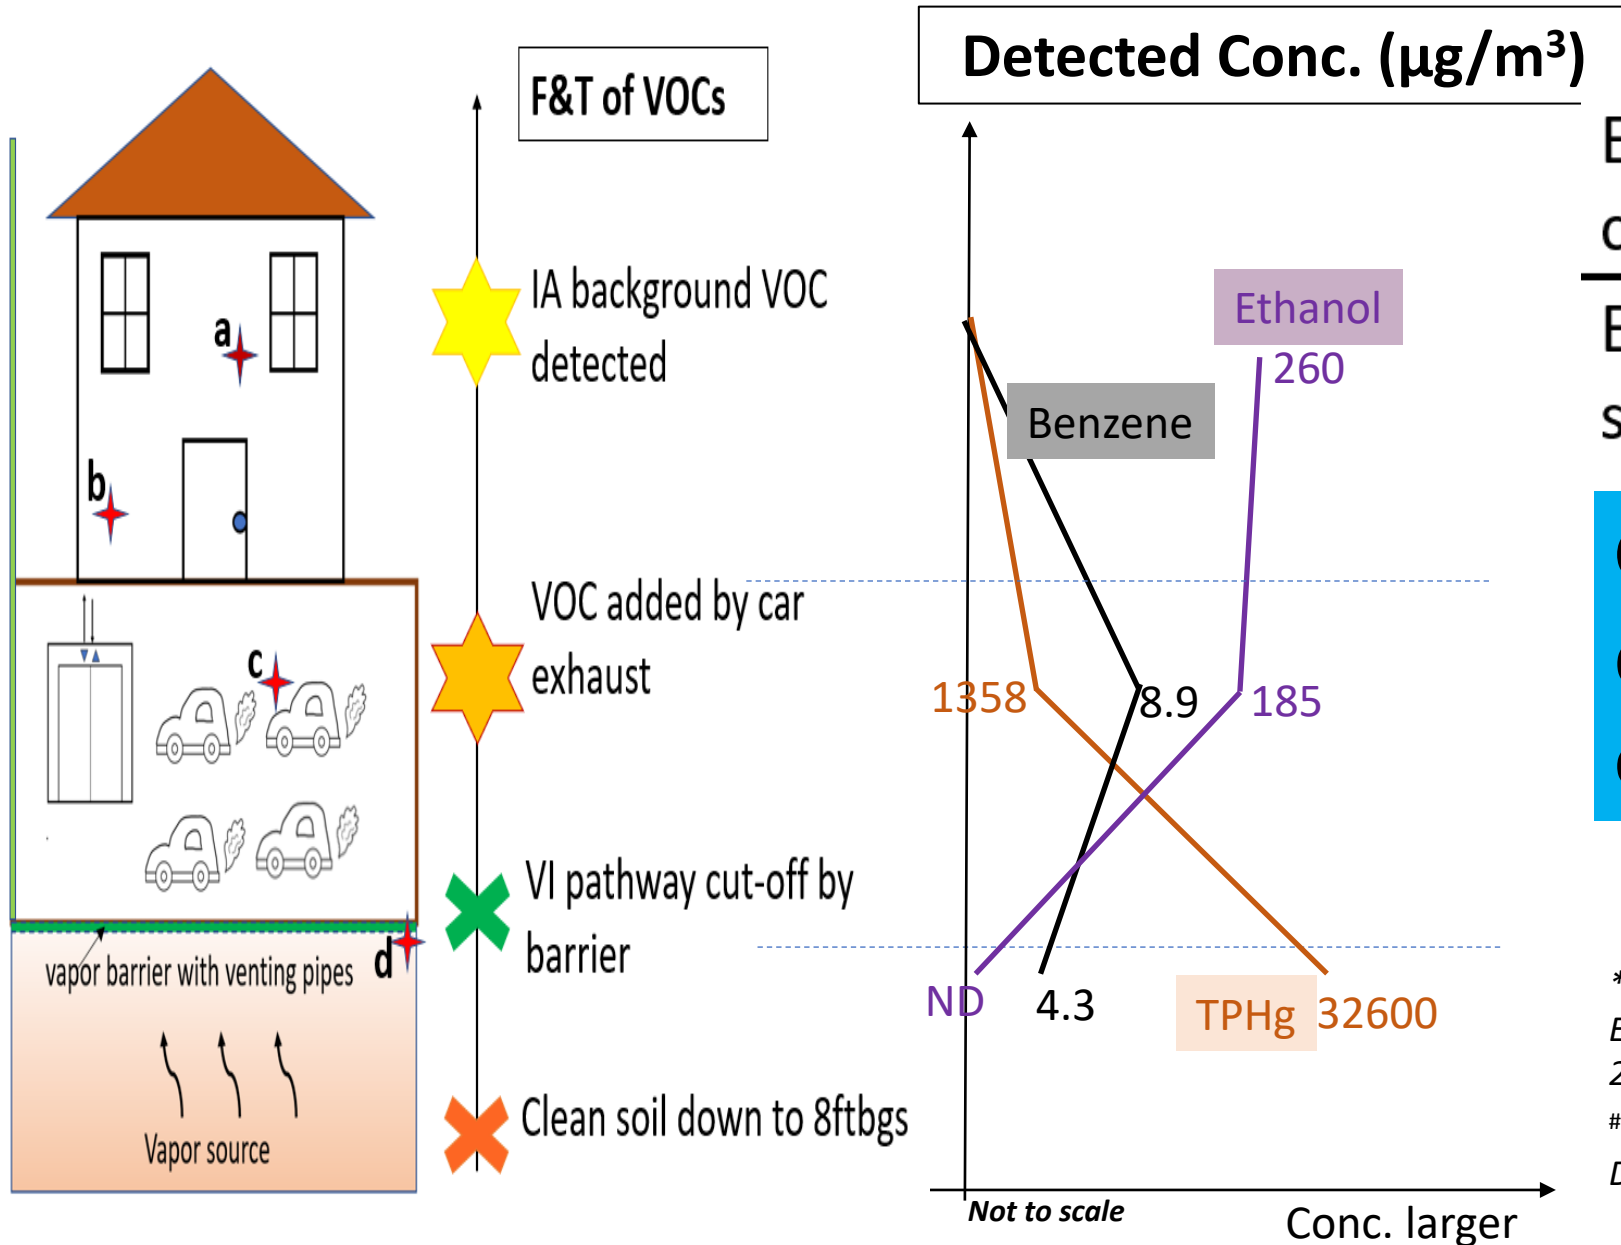 F&T of VOCs
Detected Conc. (µg/m³)
IA background VOC
detected
a
b
Ethanol
260
Benzene
VOC added by car
exhaust
c
1358
8.9
185
VI pathway cut-off by
barrier
vapor barrier with venting pipes
d
ND
4.3
TPHg
32600
Clean soil down to 8ftbgs
Vapor source
Not to scale
Conc. larger